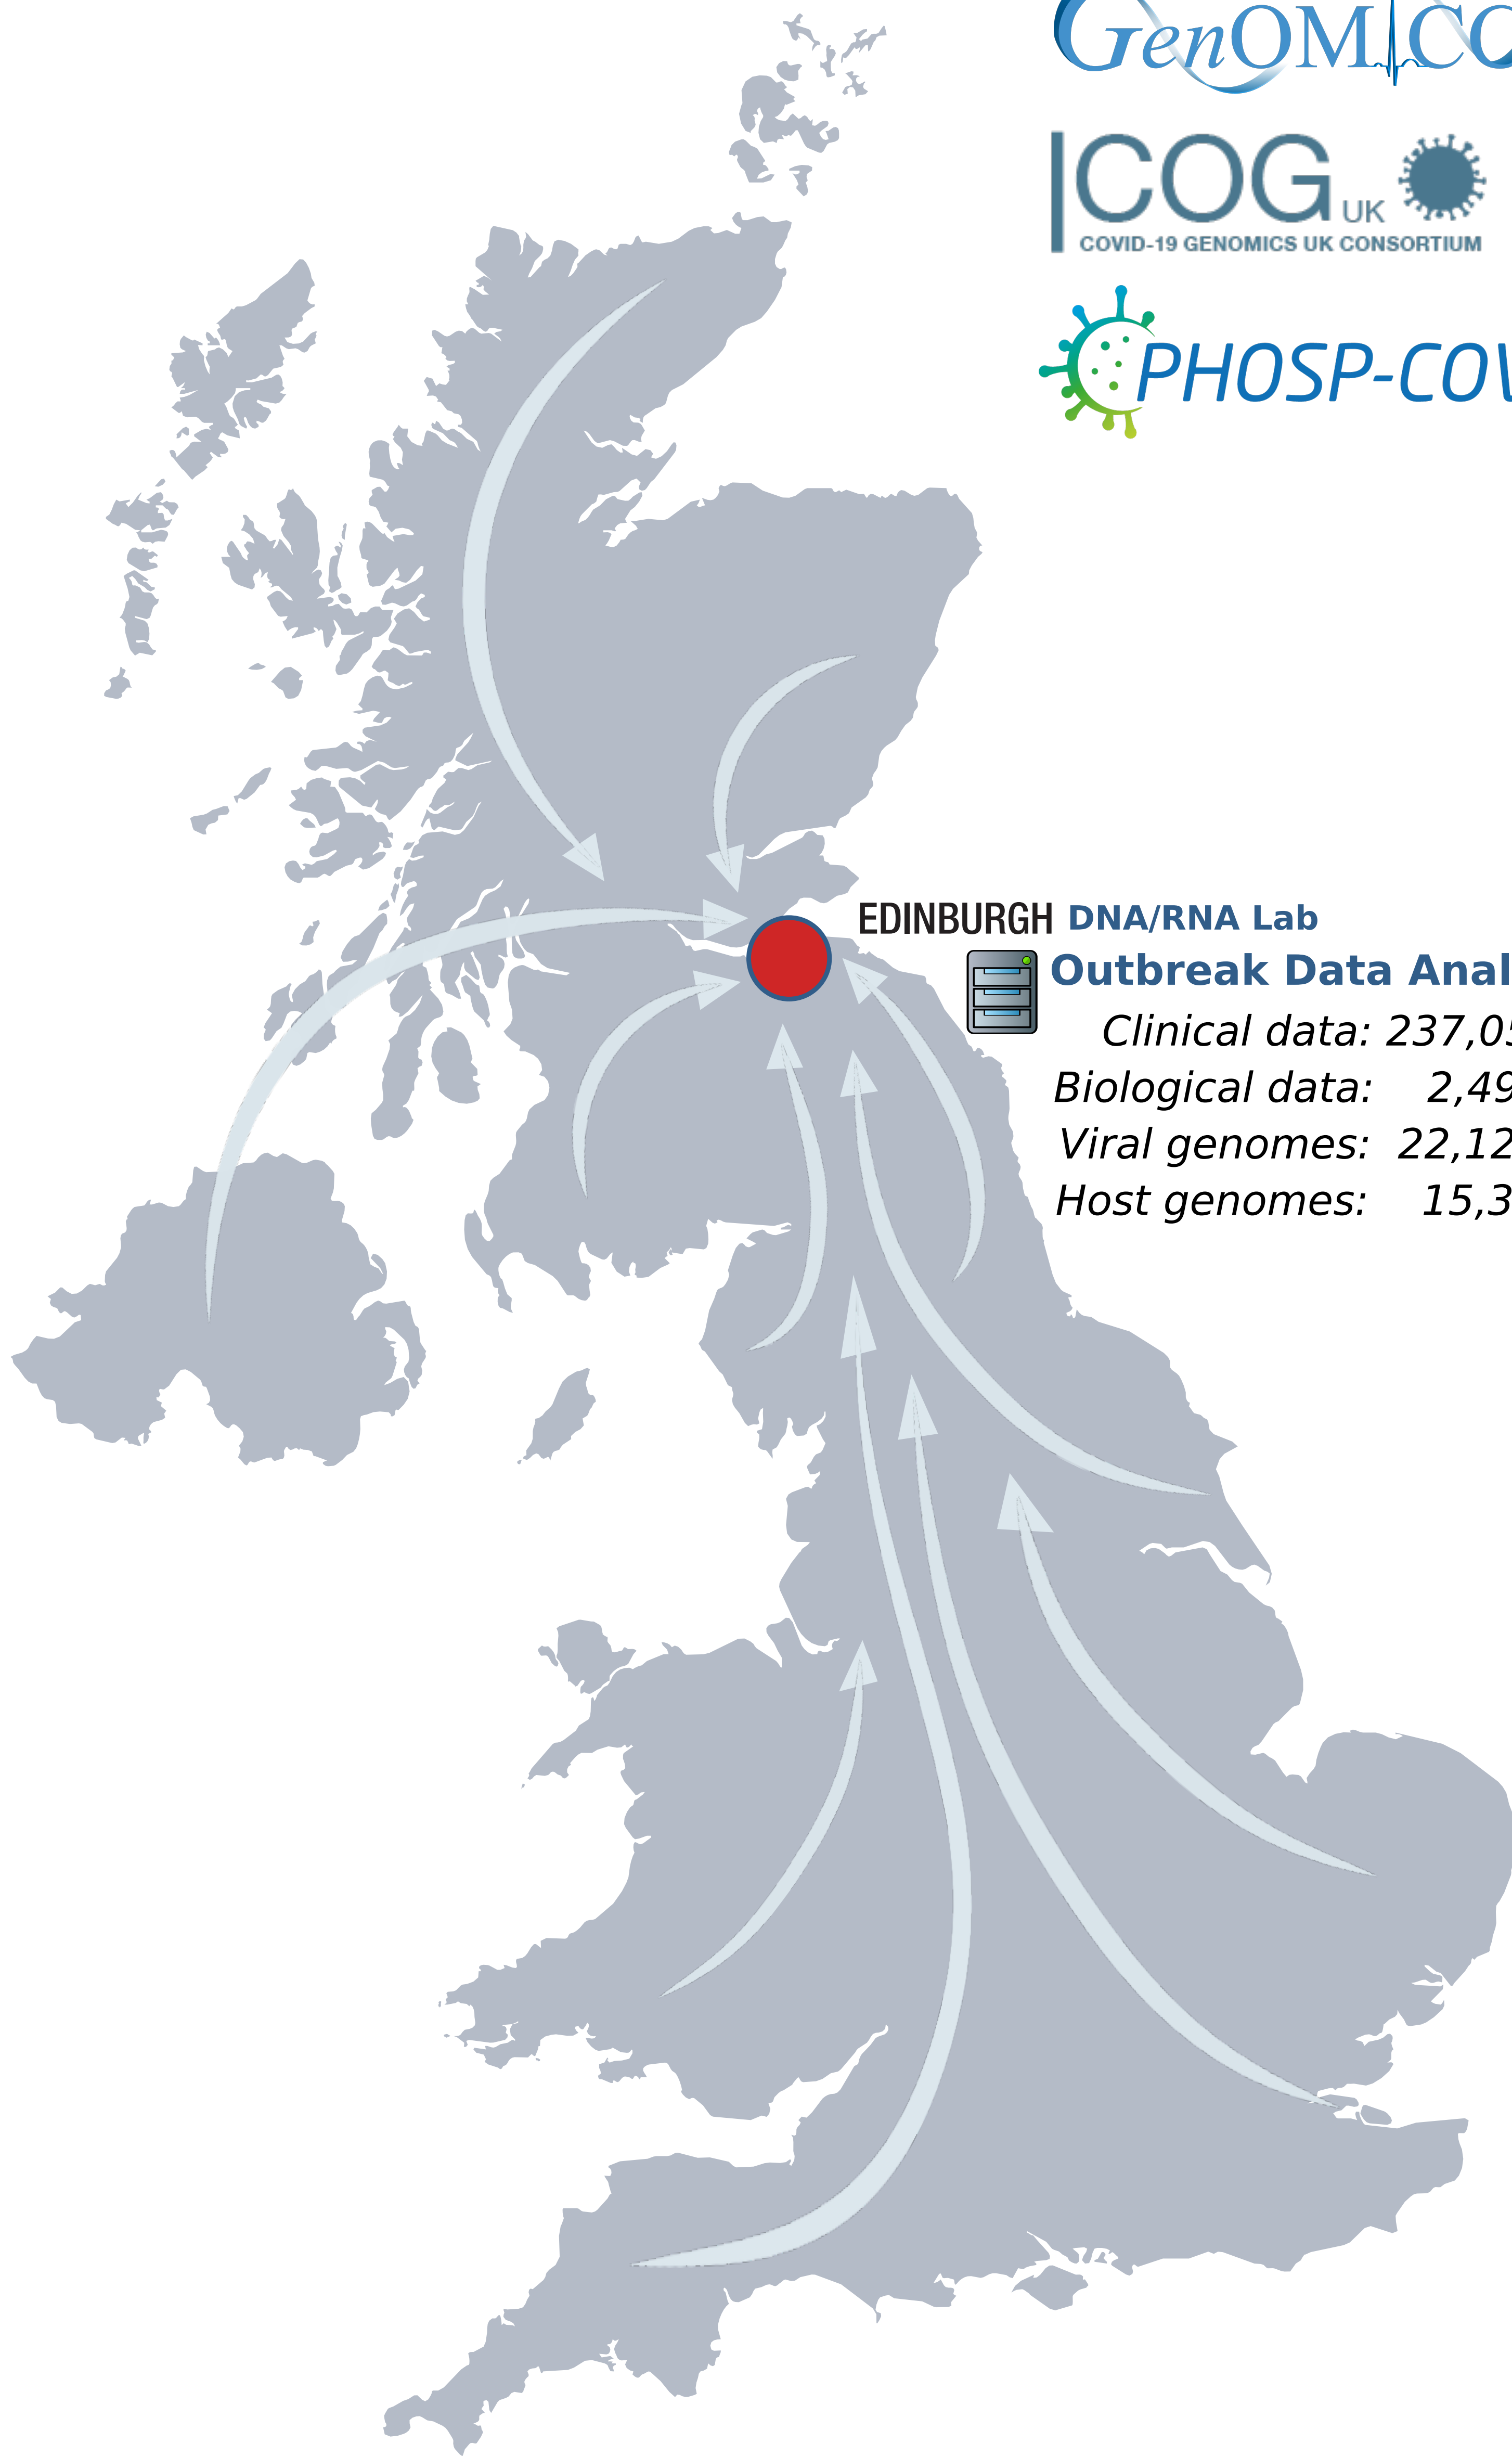 GenOMICC
COG UK
COVID-19 GENOMICS UK CONSORTIUM
PHOSP-COV
EDINBURGH DNA/RNA Lab
Outbreak Data Anal
Clinical data: 237,05
Biological data: 2,49
Viral genomes: 22,12
Host genomes: 15,3